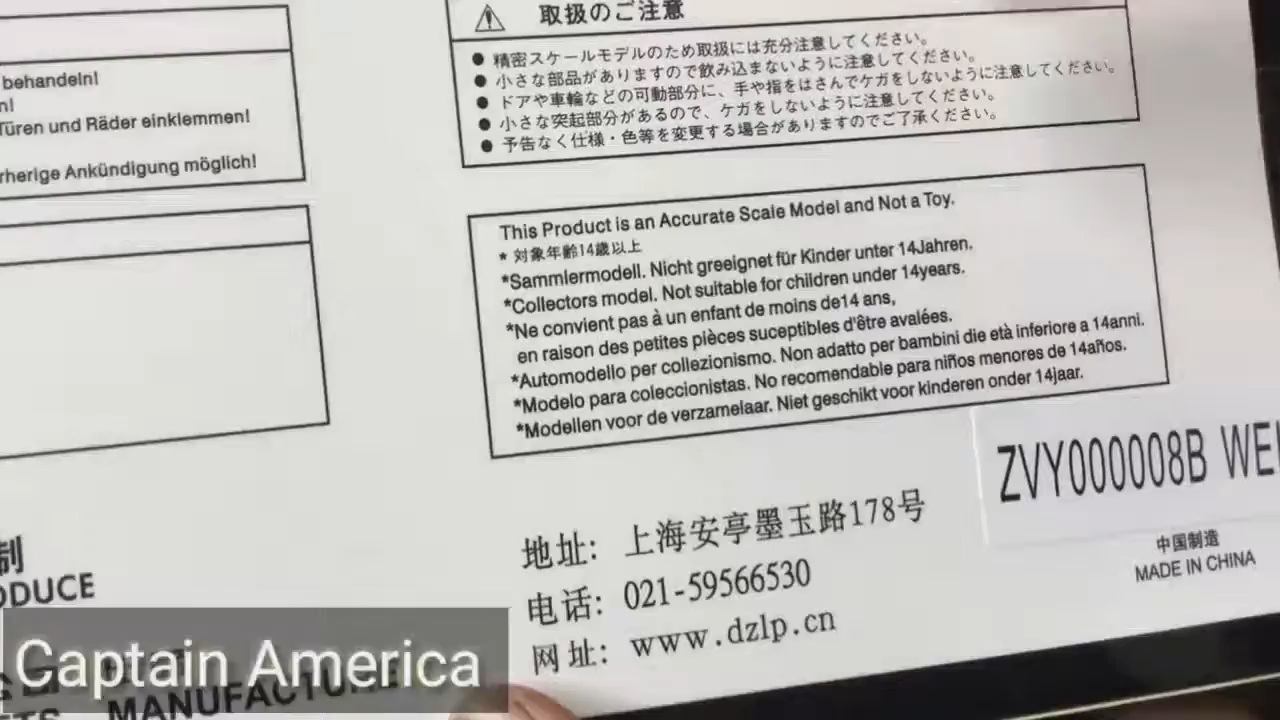 behandeln!
n!
Türen und Räder einklemmen!
rherige Ankündigung möglich!
取扱のご注意
● 精密スケールモデルのため取扱には充分注意してください。
● 小さな部品がありますので飲み込まないように注意してください。
● ドアや車輪などの可動部分に、手や指をはさんでケガをしないように注意してください。
● 小さな突起部分があるので、ケガをしないように注意してください。
● 予告なく仕様・色等を変更する場合がありますのでご了承ください。
This Product is an Accurate Scale Model and Not a Toy.
* 対象年齢14歳以上
*Sammlermodell. Nicht greeignet für Kinder unter 14Jahren.
*Collectors model. Not suitable for children under 14years.
*Ne convient pas à un enfant de moins de14 ans,
en raison des petites pièces suceptibles d'être avalées.
*Automodello per collezionismo. Non adatto per bambini die età inferiore a 14anni.
*Modelo para coleccionistas. No recomendable para niños menores de 14años.
*Modellen voor de verzamelaar. Niet geschikt voor kinderen onder 14jaar.
ZVY000008B WEI
中国制造
MADE IN CHINA
地址: 上海安亭墨玉路178号
电话: 021-59566530
网址: www.dzlp.cn
制
ODUCE
Captain America
MANUFACTURE